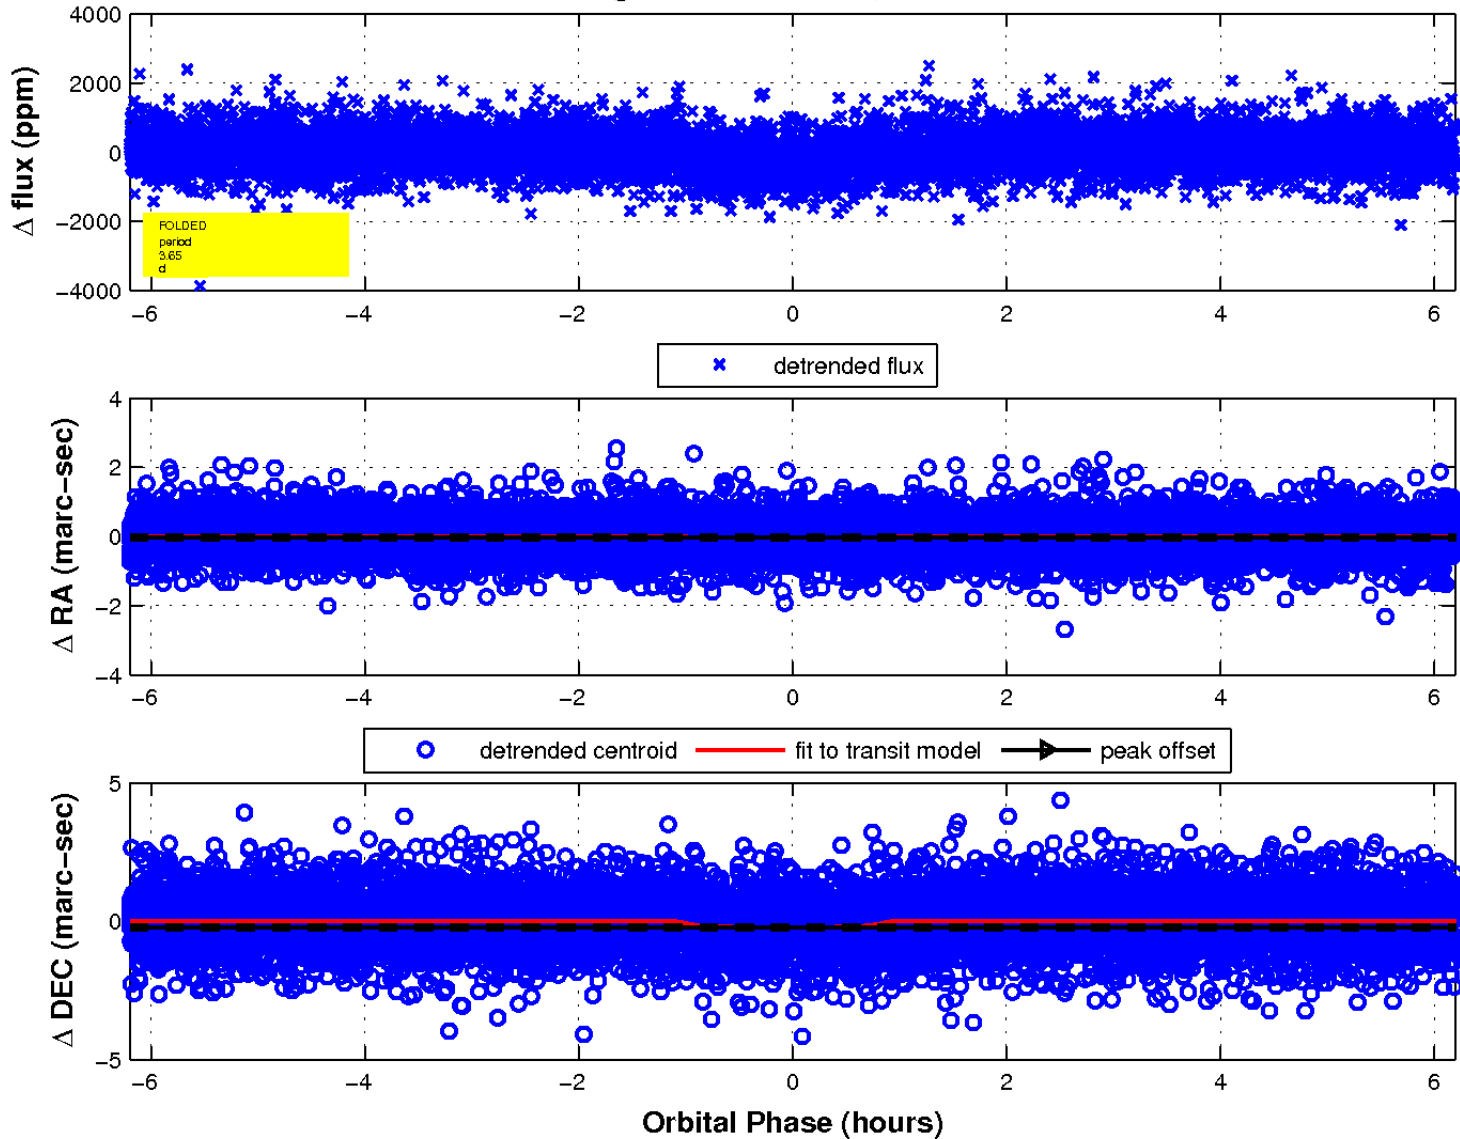 4000
2000
0
−2000
−4000
Δ flux (ppm)
FOLDED
period
3.65
d
−6 −4 −2 0 2 4 6
detrended flux
4
2
0
−2
−4
Δ RA (marc−sec)
−6 −4 −2 0 2 4 6
detrended centroid fit to transit model peak offset
5
0
−5
Δ DEC (marc−sec)
−6 −4 −2 0 2 4 6
Orbital Phase (hours)